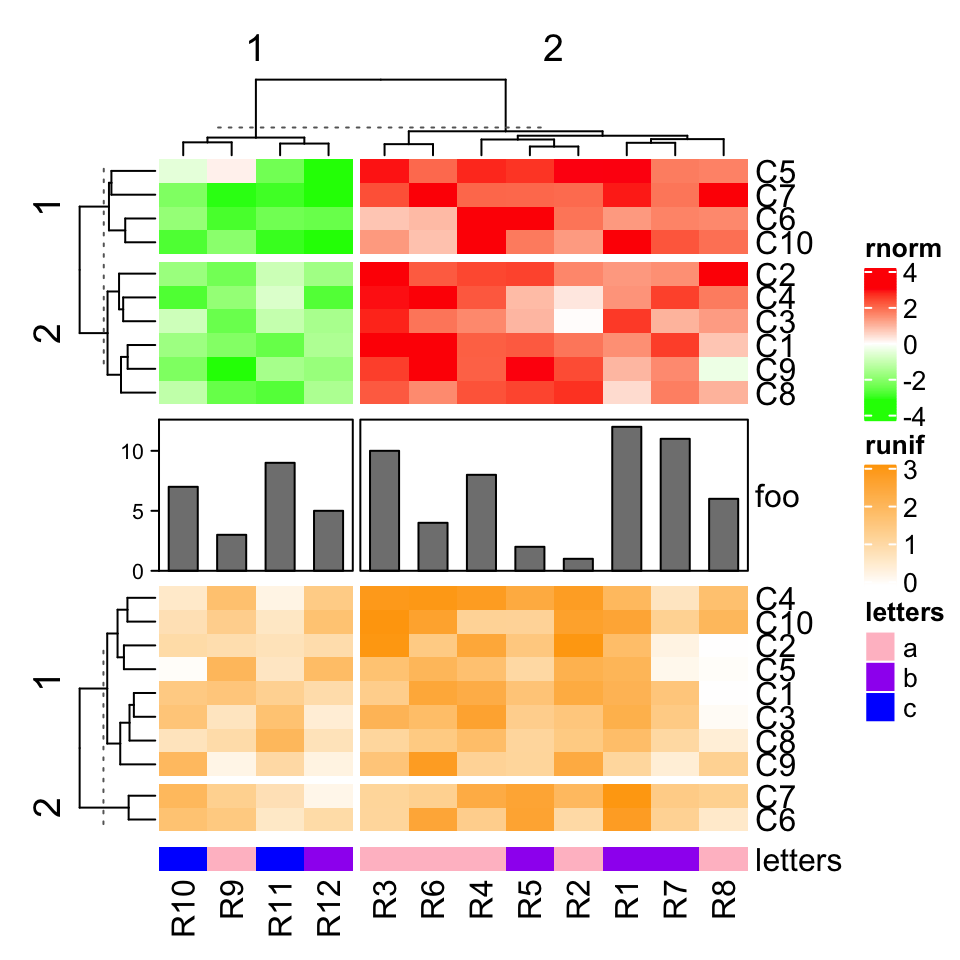 1 2
1
C5
C7
C6
C10
2
C2
C4
C3
C1
C9
C8
10
5
0
foo
1
C4
C10
C2
C5
C1
C3
C8
C9
2
C7
C6
letters
R10 R9 R11 R12 R3 R6 R4 R5 R2 R1 R7 R8
rnorm
4
2
0
-2
-4
runif
3
2
1
0
letters
a
b
c